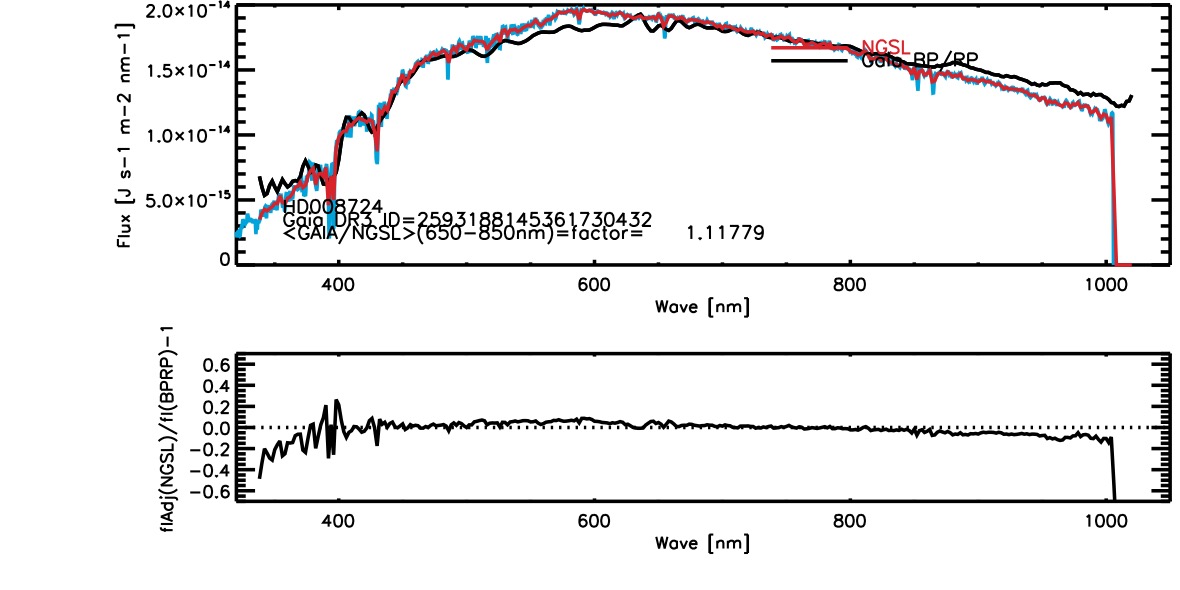 2.0×10⁻¹⁴
1.5×10⁻¹⁴
1.0×10⁻¹⁴
5.0×10⁻¹⁵
0
Flux [J s−1 m−2 nm−1]
NGSL
Gaia BP/RP
HD008724
Gaia DR3 ID=2593188145361730432
<GAIA/NGSL>(650−850nm)=factor= 1.11779
400 600 800 1000
Wave [nm]
0.6
0.4
0.2
0.0
−0.2
−0.4
−0.6
flAdj(NGSL)/fl(BPRP)−1
400 600 800 1000
Wave [nm]